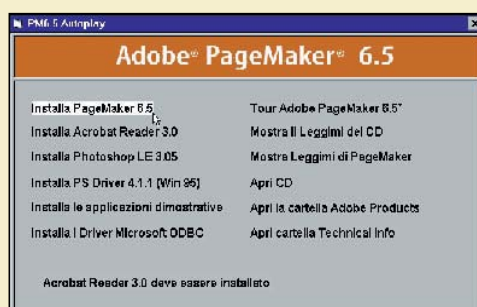 PM6.5 Autoplay
Adobe® PageMaker® 6.5
Installa PageMaker 6.5
Installa Acrobat Reader 3.0
Installa Photoshop LE 3.05
Installa PS Driver 4.1.1 (Win 95)
Installa le applicazioni dimostrative
Installa i Driver Microsoft ODBC
Tour Adobe PageMaker 6.5*
Mostra il Leggimi del CD
Mostra Leggimi di PageMaker
Apri CD
Apri la cartella Adobe Products
Apri cartella Technical Info
Acrobat Reader 3.0 deve essere installato